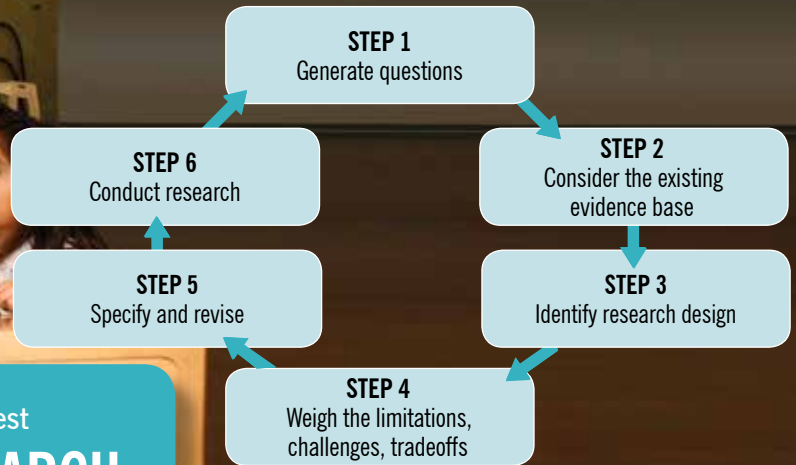 STEP 1
Generate questions
STEP 2
Consider the existing
evidence base
STEP 3
Identify research design
STEP 4
Weigh the limitations,
challenges, tradeoffs
STEP 5
Specify and revise
STEP 6
Conduct research